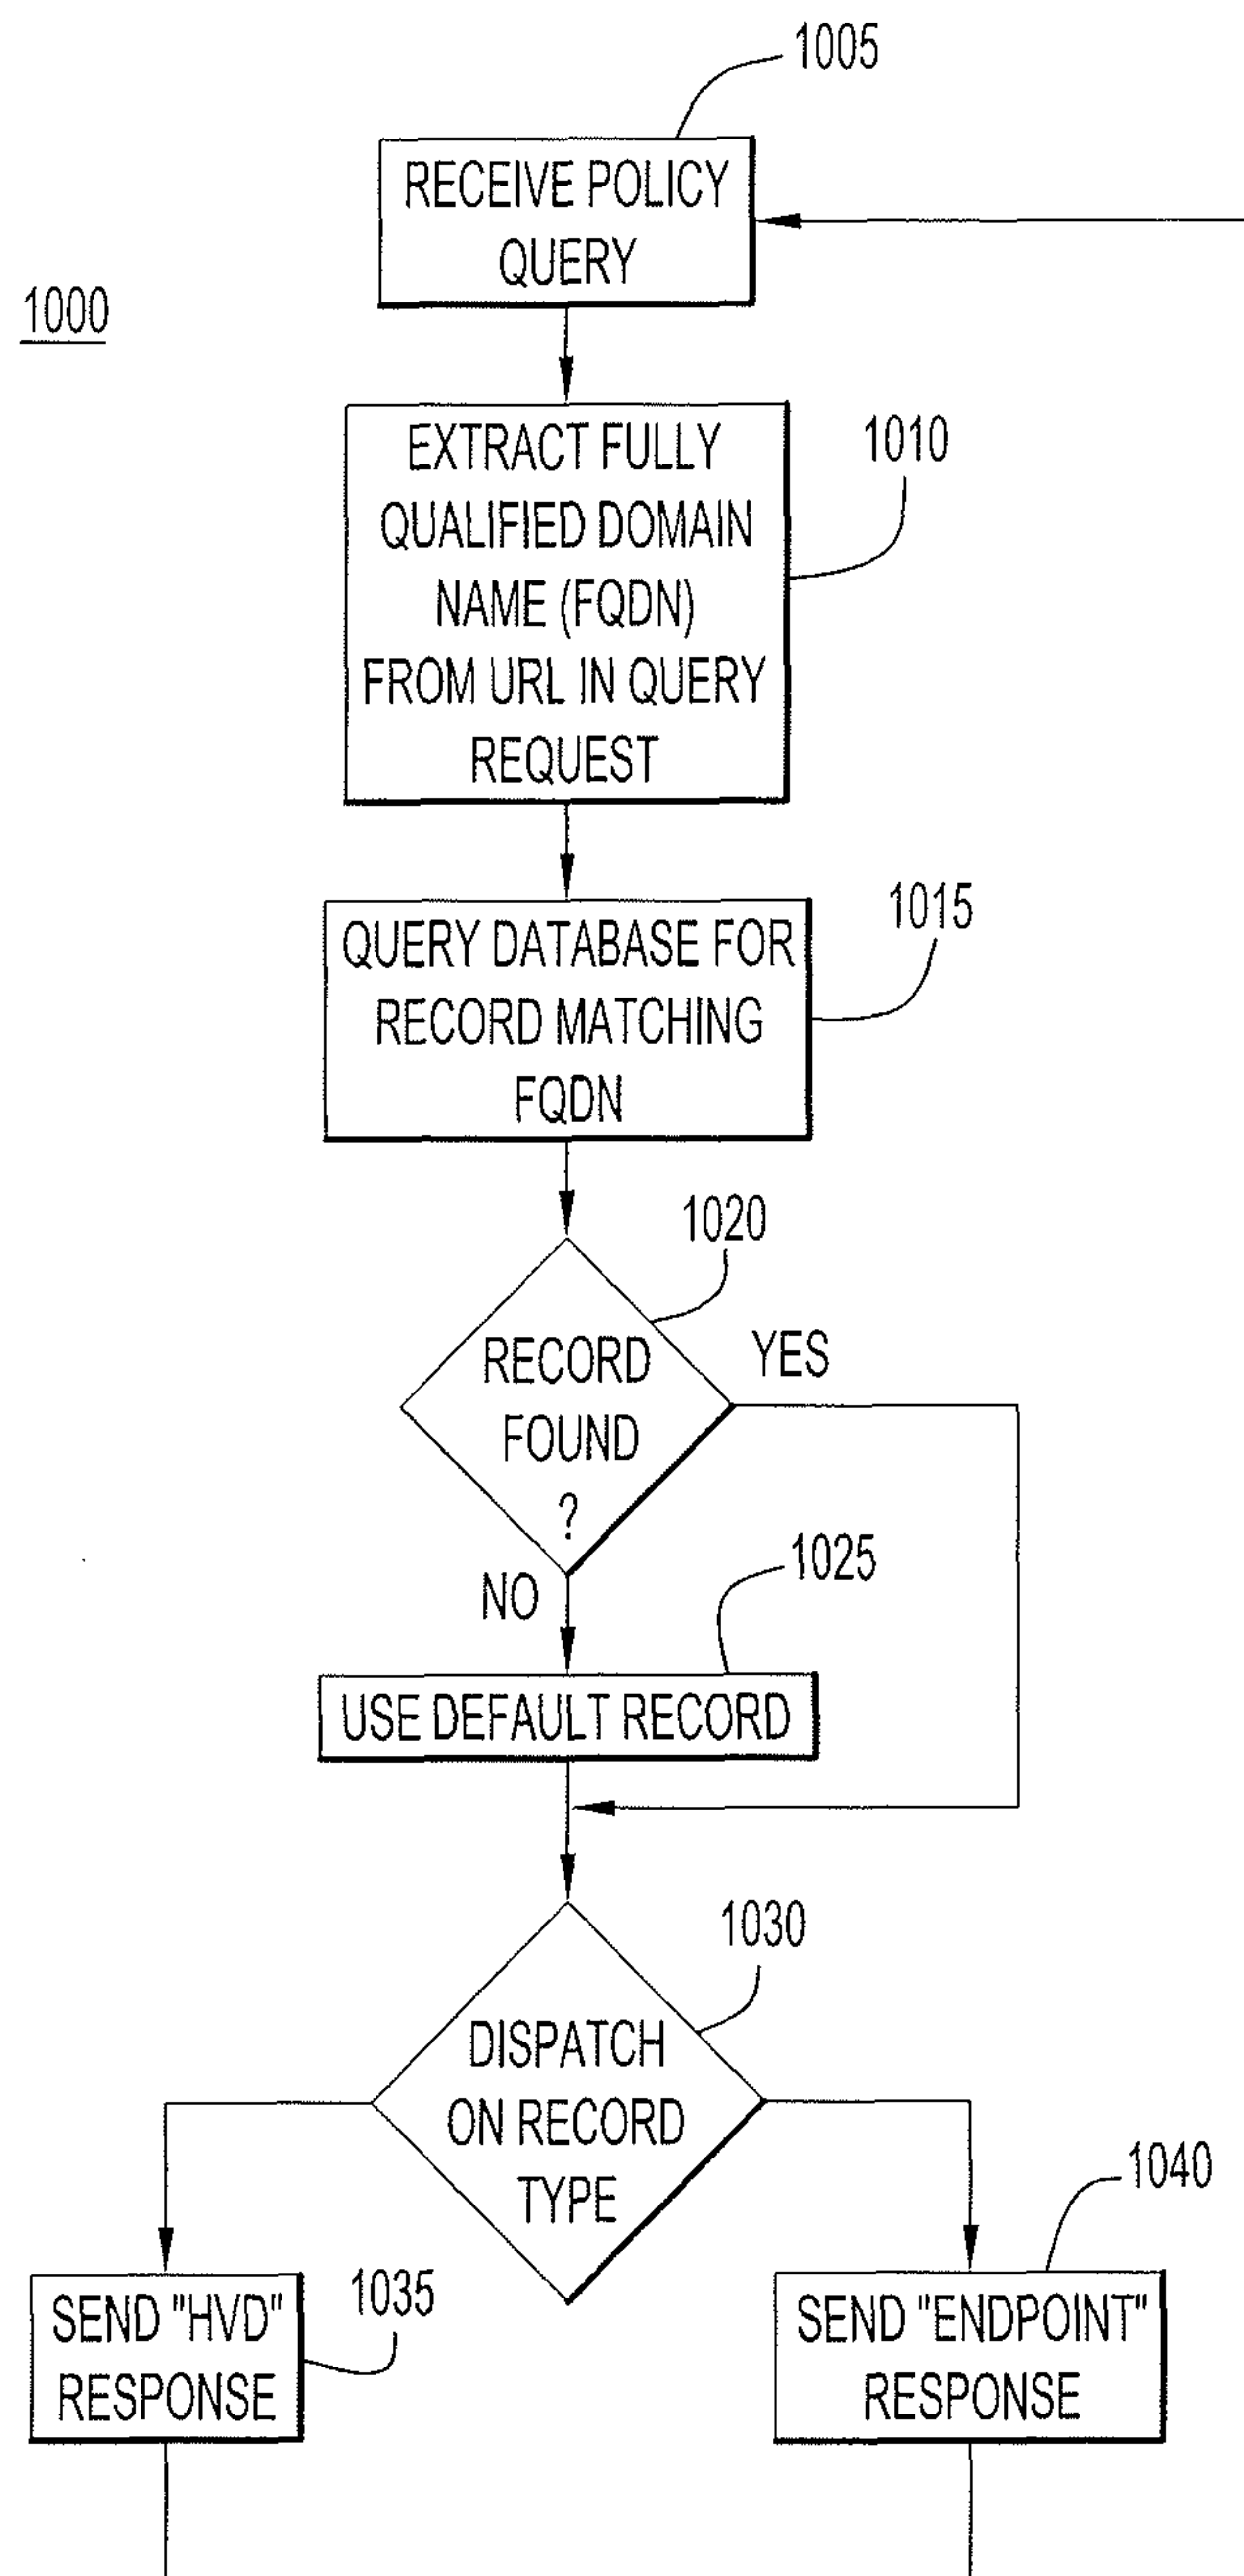 1005
RECEIVE POLICY
QUERY
1000
EXTRACT FULLY
QUALIFIED DOMAIN
NAME (FQDN)
FROM URL IN QUERY
REQUEST
1010
QUERY DATABASE FOR
RECORD MATCHING
FQDN
1015
1020
RECORD
FOUND
?
YES
NO
1025
USE DEFAULT RECORD
1030
DISPATCH
ON RECORD
TYPE
SEND "HVD"
RESPONSE
1035
1040
SEND "ENDPOINT"
RESPONSE